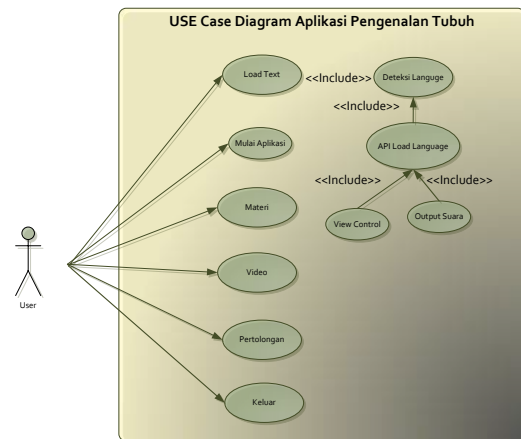 USE Case Diagram Aplikasi Pengenalan Tubuh
Load Text
<<Include>>
Deteksi Languge
<<Include>>
Mulai Aplikasi
API Load Language
<<Include>>
<<Include>>
Materi
View Control
Output Suara
Video
User
Pertolongan
Keluar